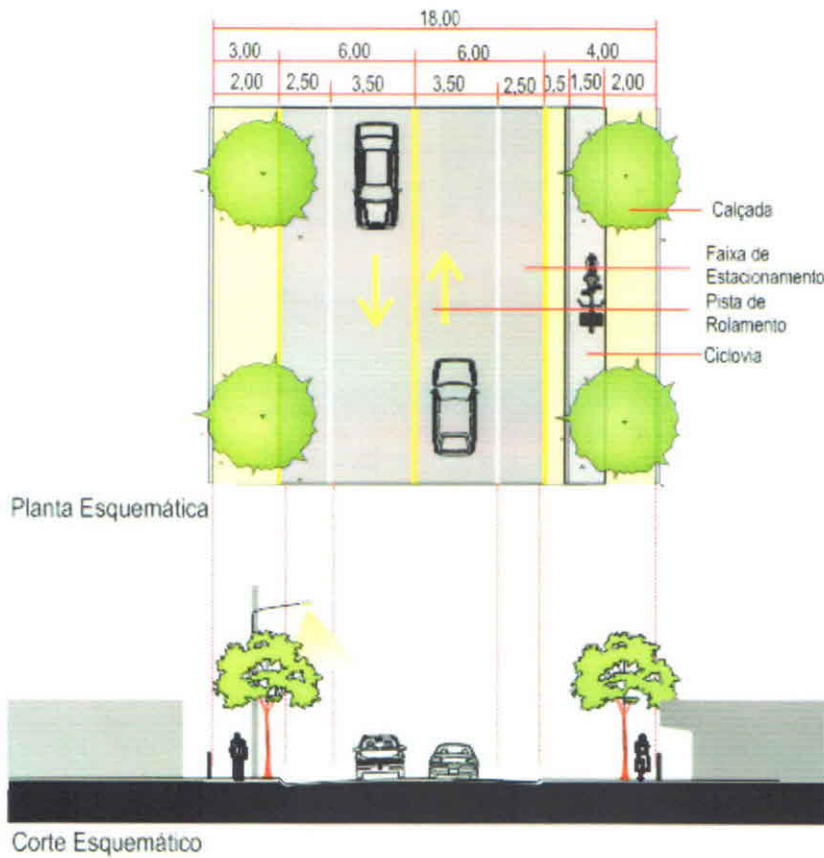 18,00
3,00 6,00 6,00 4,00
2,00 2,50 3,50 3,50 2,50 0,5 1,50 2,00
Calçada
Faixa de
Estacionamento
Pista de
Rolamento
Ciclovia
Planta Esquemática
Corte Esquemático